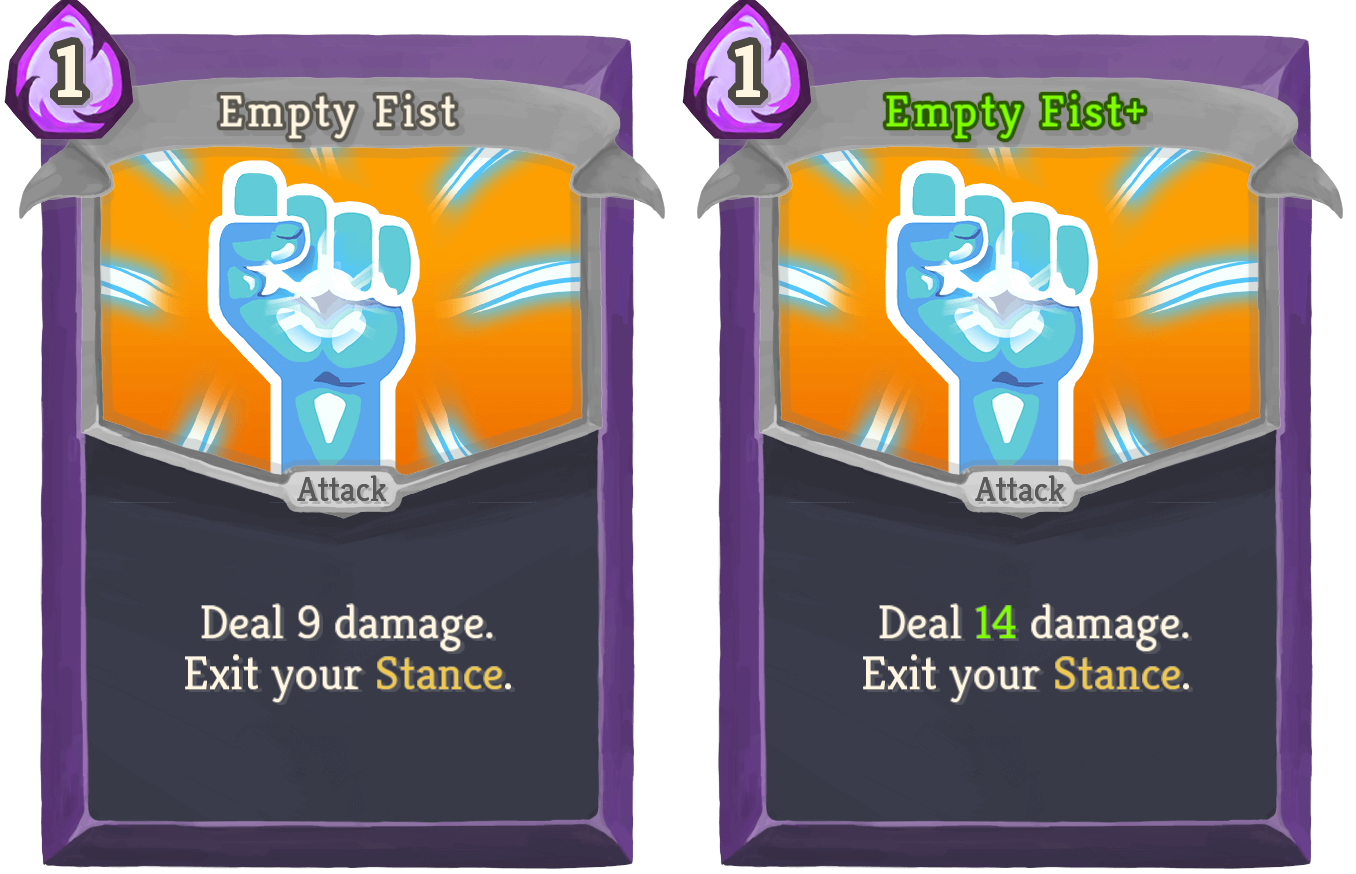 1
Empty Fist
Attack
Deal 9 damage.
Exit your Stance.
1
Empty Fist+
Attack
Deal 14 damage.
Exit your Stance.